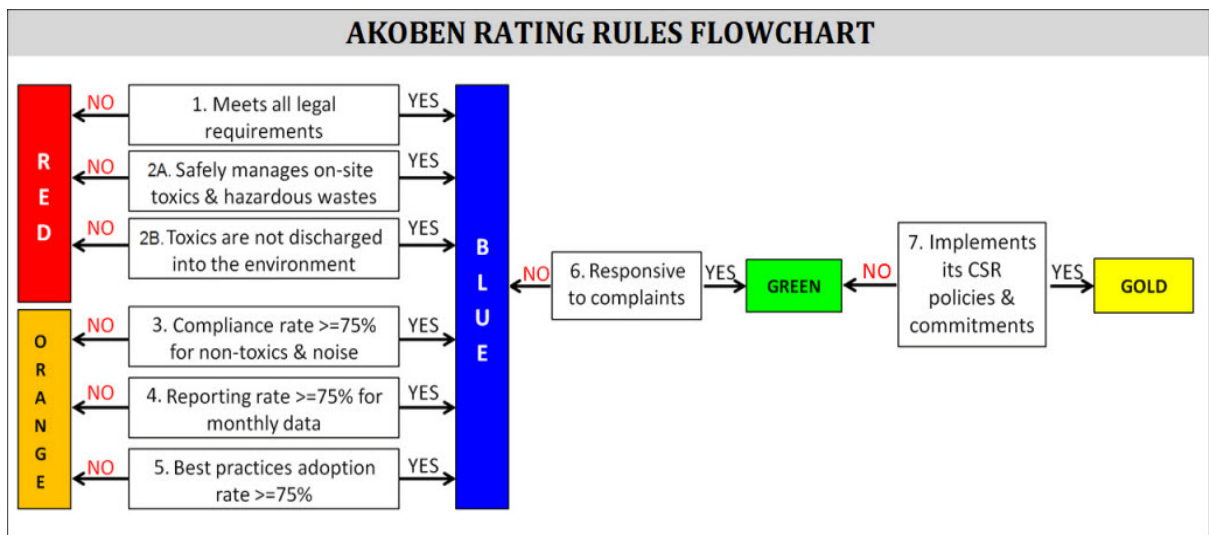 AKOBEN RATING RULES FLOWCHART
RED
NO
1. Meets all legal
requirements
YES
NO
2A. Safely manages on-site
toxics & hazardous wastes
YES
NO
2B. Toxics are not discharged
into the environment
YES
ORANGE
NO
3. Compliance rate >=75%
for non-toxics & noise
YES
NO
4. Reporting rate >=75% for
monthly data
YES
NO
5. Best practices adoption
rate >=75%
YES
BLUE
NO
6. Responsive
to complaints
YES
GREEN
NO
7. Implements
its CSR
policies &
commitments
YES
GOLD